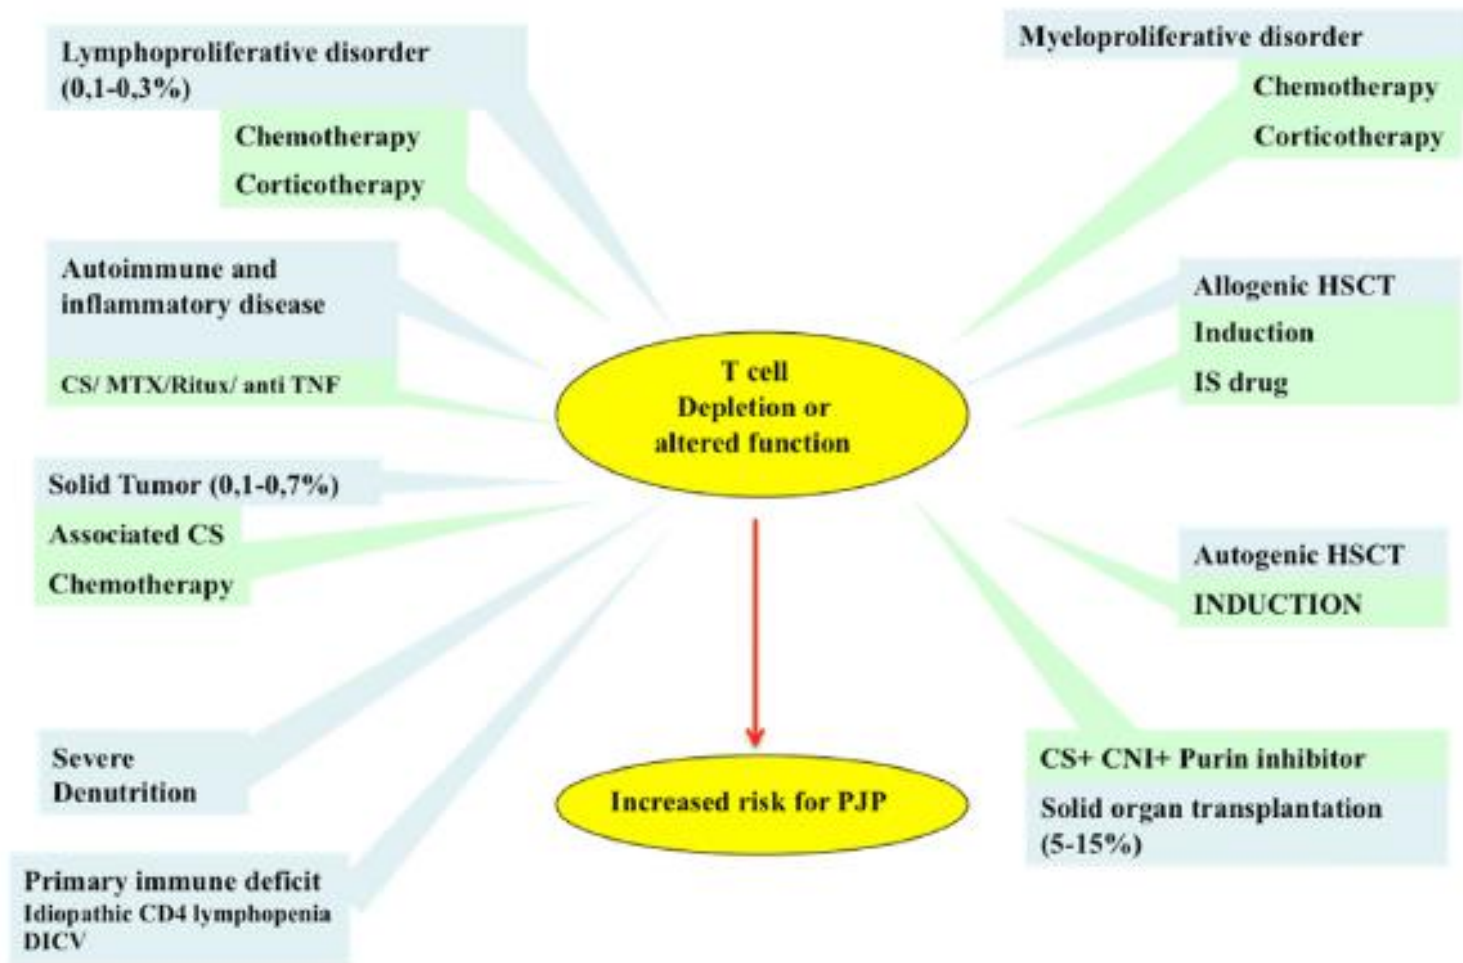 Lymphoproliferative disorder
(0,1-0,3%)
Chemotherapy
Corticotherapy
Autoimmune and
inflammatory disease
CS/ MTX/Ritux/ anti TNF
Solid Tumor (0,1-0,7%)
Associated CS
Chemotherapy
Severe
Denutrition
Primary immune deficit
Idiopathic CD4 lymphopenia
DICV
T cell
Depletion or
altered function
Increased risk for PJP
Myeloproliferative disorder
Chemotherapy
Corticotherapy
Allogenic HSCT
Induction
IS drug
Autogenic HSCT
INDUCTION
CS+ CNI+ Purin inhibitor
Solid organ transplantation
(5-15%)